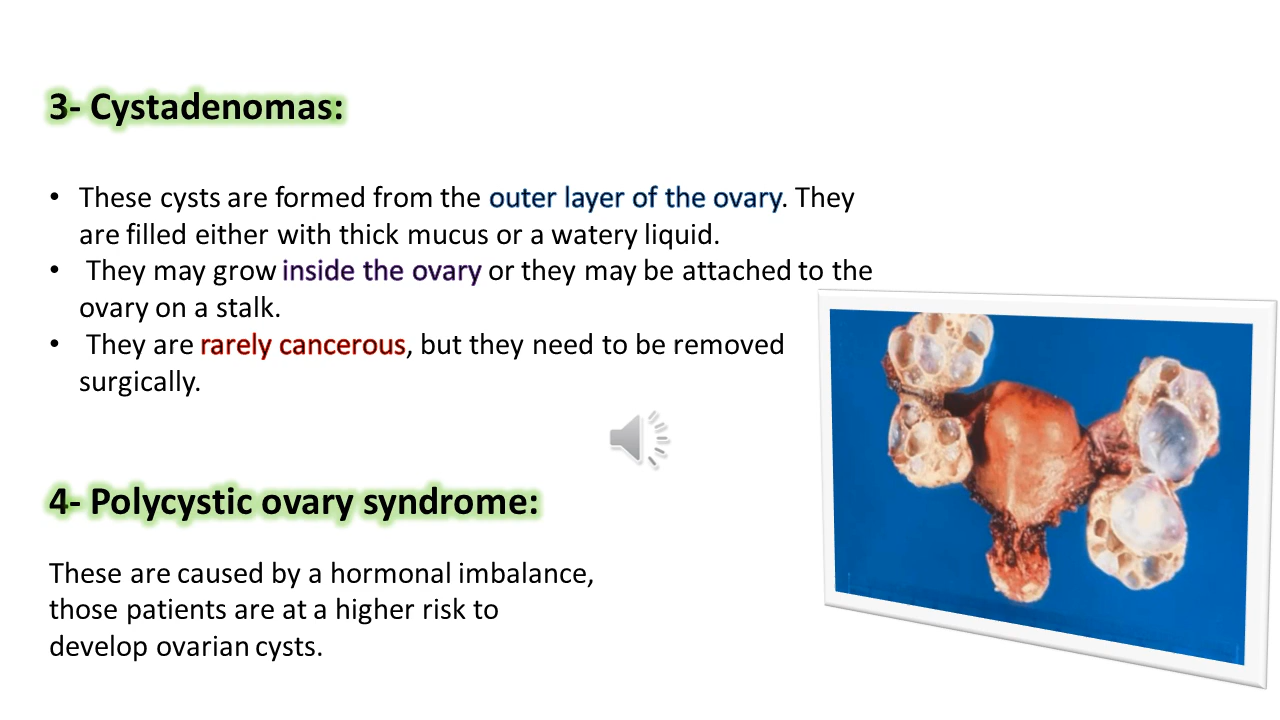 3- Cystadenomas:
• These cysts are formed from the outer layer of the ovary. They
are filled either with thick mucus or a watery liquid.
• They may grow inside the ovary or they may be attached to the
ovary on a stalk.
• They are rarely cancerous, but they need to be removed
surgically.
4- Polycystic ovary syndrome:
These are caused by a hormonal imbalance,
those patients are at a higher risk to
develop ovarian cysts.